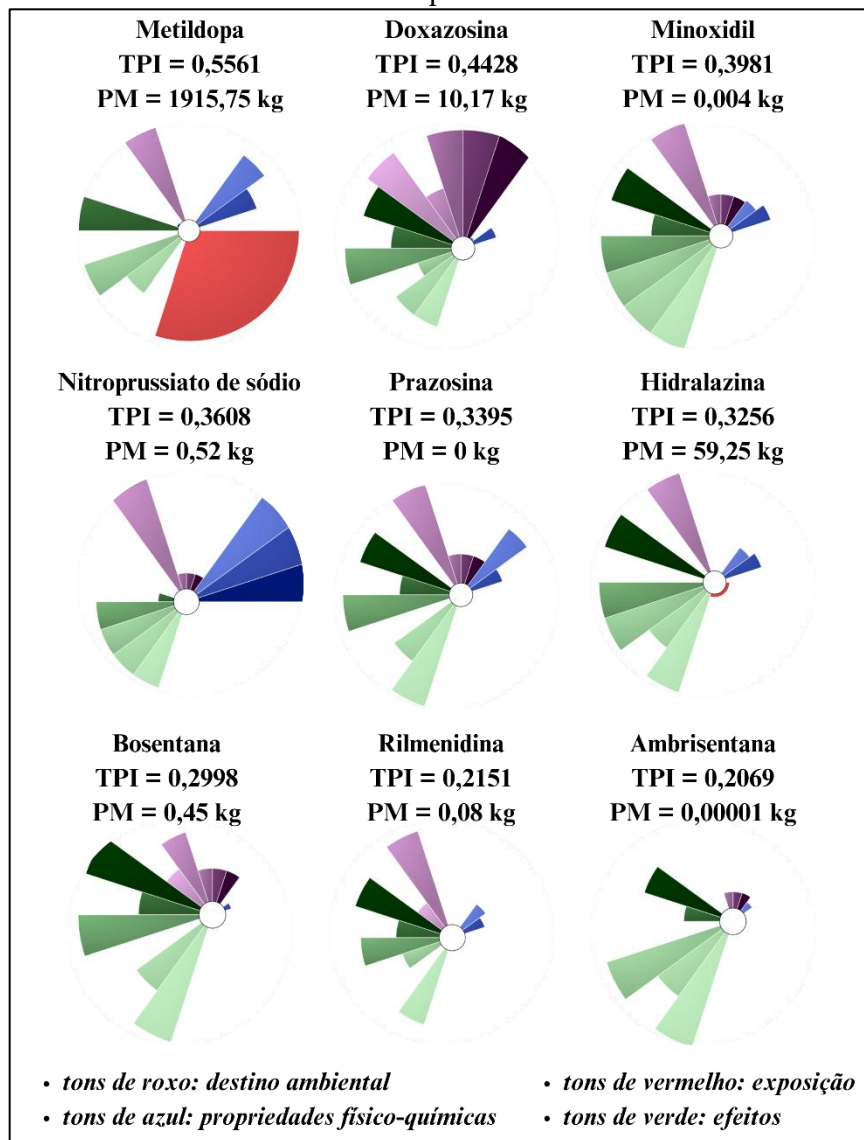 Metildopa
TPI = 0,5561
PM = 1915,75 kg
Doxazosina
TPI = 0,4428
PM = 10,17 kg
Minoxidil
TPI = 0,3981
PM = 0,004 kg
Nitroprussiato de sódio
TPI = 0,3608
PM = 0,52 kg
Prazosina
TPI = 0,3395
PM = 0 kg
Hidralazina
TPI = 0,3256
PM = 59,25 kg
Bosentana
TPI = 0,2998
PM = 0,45 kg
Rilmenidina
TPI = 0,2151
PM = 0,08 kg
Ambrisentana
TPI = 0,2069
PM = 0,00001 kg
• tons de roxo: destino ambiental
• tons de azul: propriedades físico-químicas
• tons de vermelho: exposição
• tons de verde: efeitos